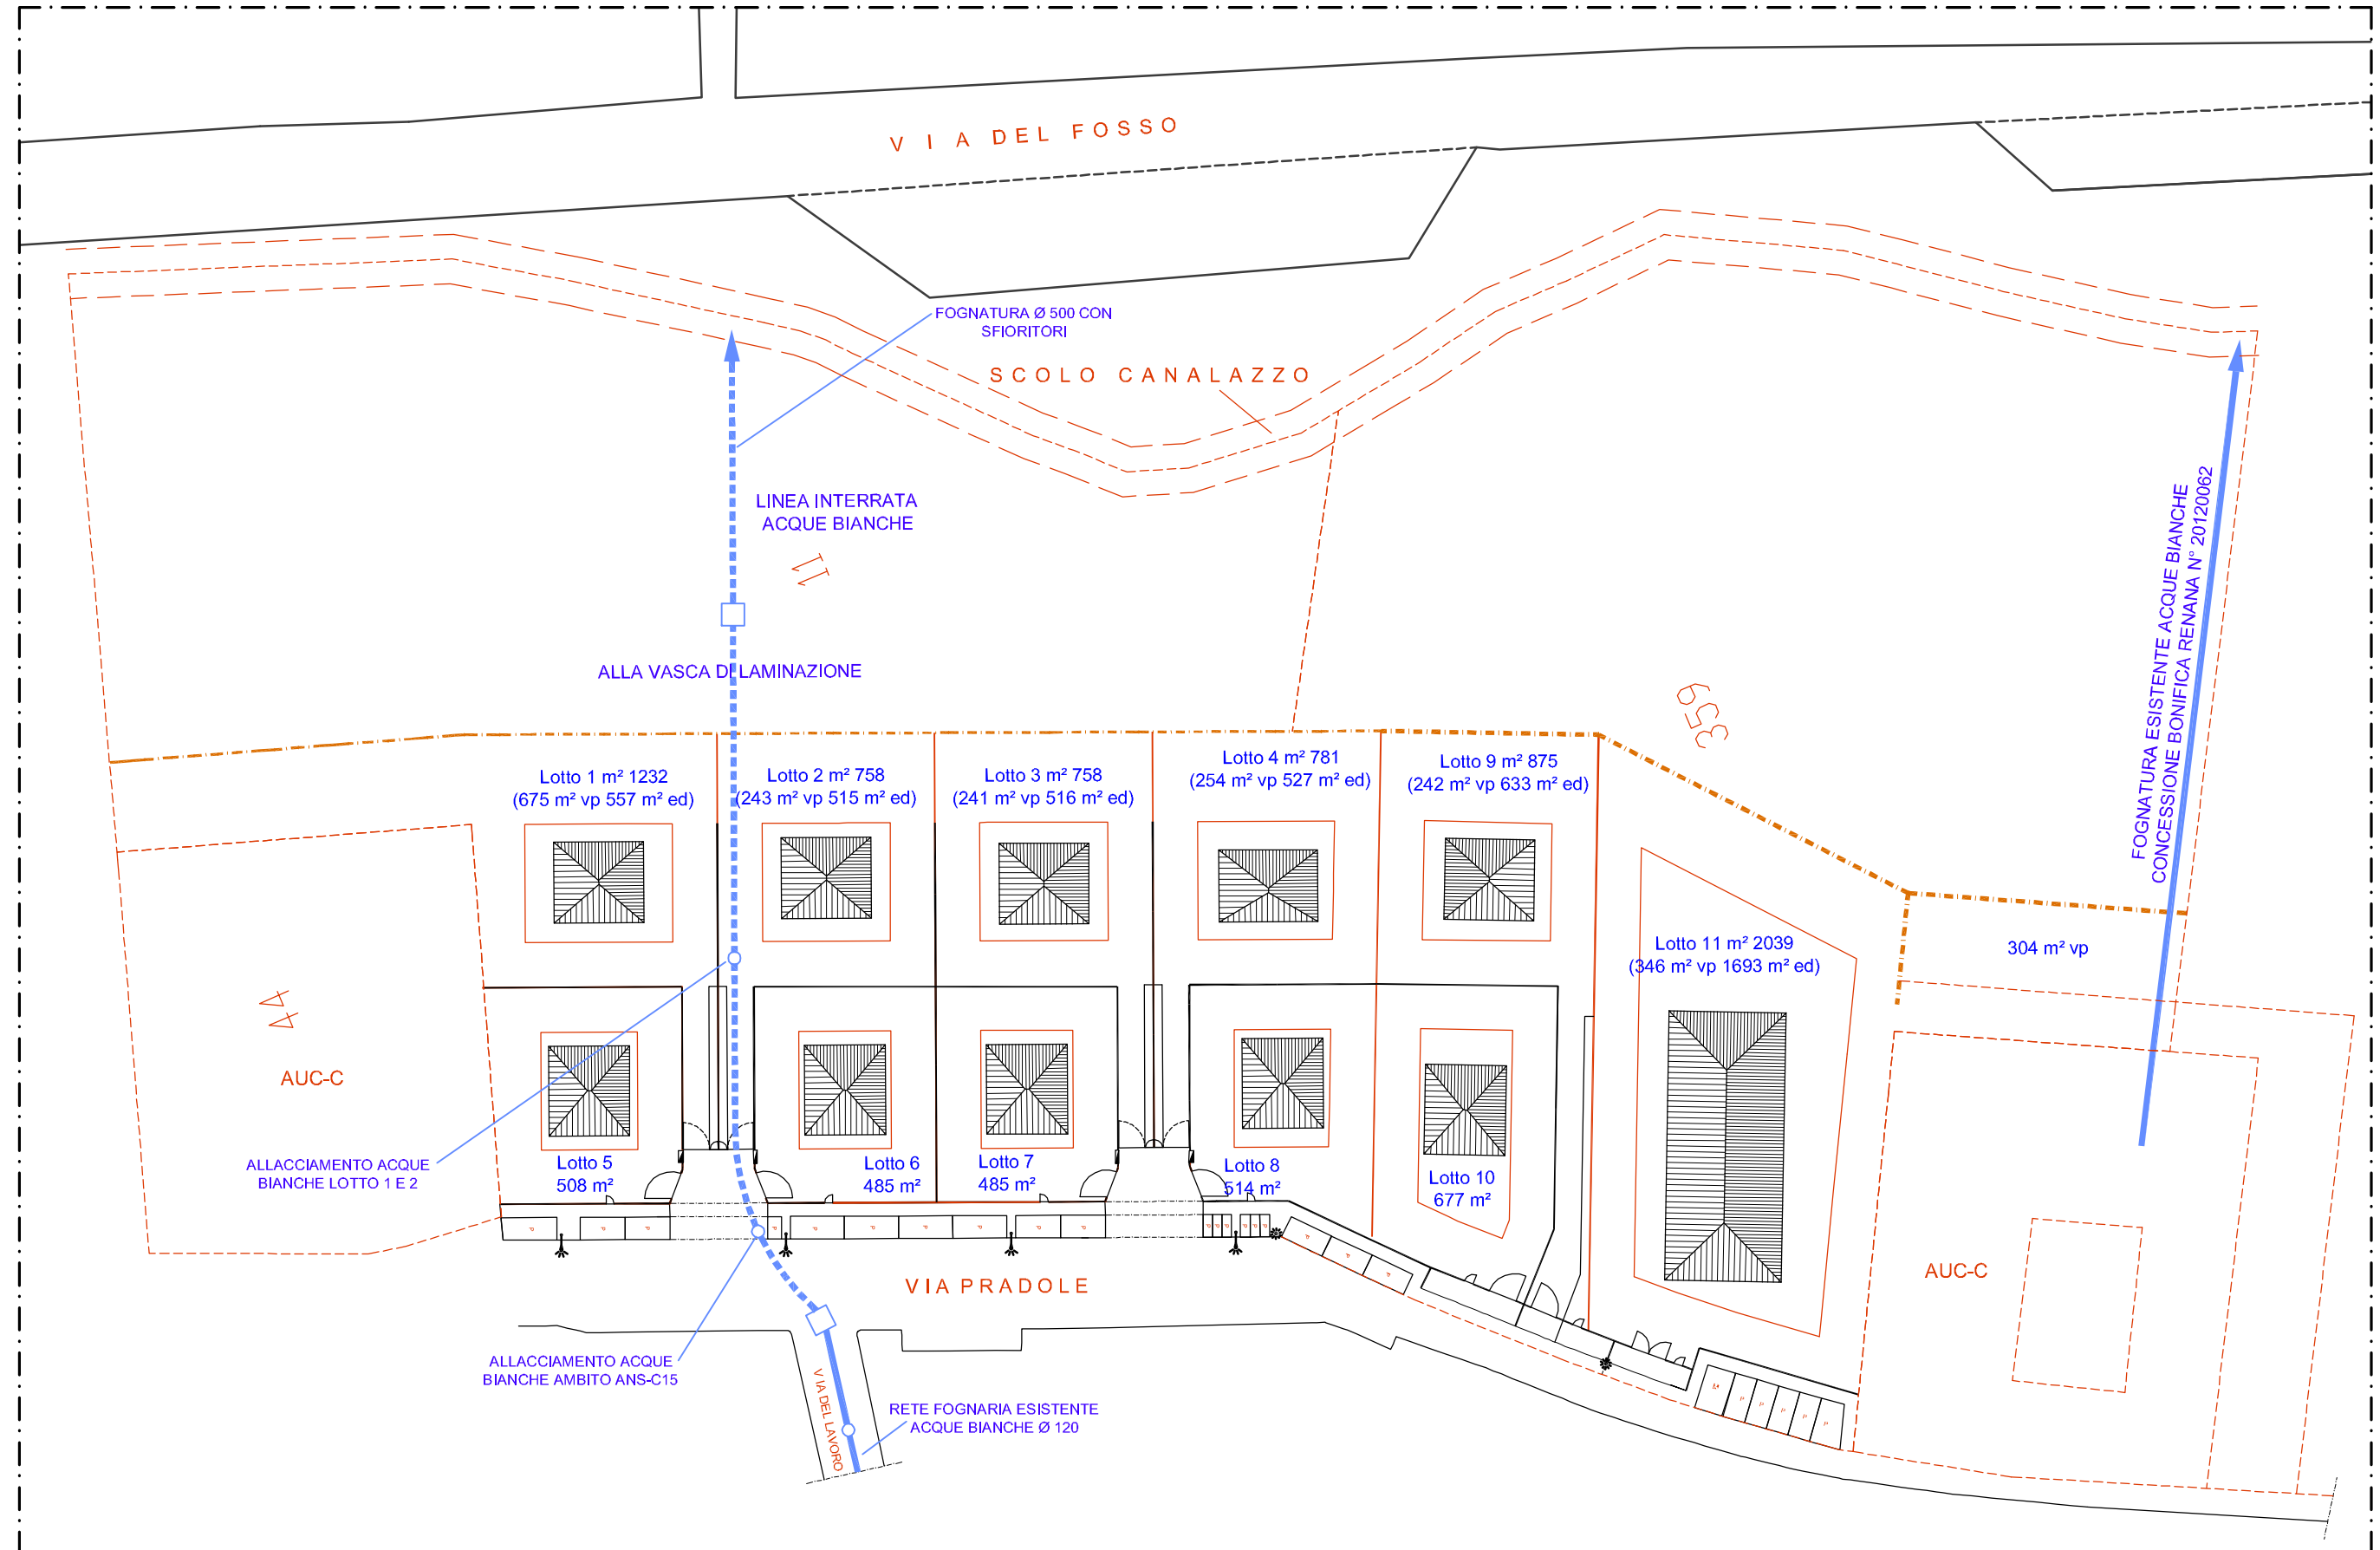 VIA DEL FOSSO
FOGNATURA Ø 500 CON
SFIORITORI
SCOLO CANALAZZO
LINEA INTERRATA
ACQUE BIANCHE
11
ALLA VASCA DI LAMINAZIONE
359
FOGNATURA ESISTENTE ACQUE BIANCHE
CONCESSIONE BONIFICA RENANA N° 20120062
Lotto 1 m² 1232
(675 m² vp 557 m² ed)
Lotto 2 m² 758
(243 m² vp 515 m² ed)
Lotto 3 m² 758
(241 m² vp 516 m² ed)
Lotto 4 m² 781
(254 m² vp 527 m² ed)
Lotto 9 m² 875
(242 m² vp 633 m² ed)
Lotto 11 m² 2039
(346 m² vp 1693 m² ed)
304 m² vp
44
AUC-C
ALLACCIAMENTO ACQUE
BIANCHE LOTTO 1 E 2
Lotto 5
508 m²
Lotto 6
485 m²
Lotto 7
485 m²
Lotto 8
514 m²
Lotto 10
677 m²
AUC-C
VIA PRADOLE
ALLACCIAMENTO ACQUE
BIANCHE AMBITO ANS-C15
VIA DEL LAVORO
RETE FOGNARIA ESISTENTE
ACQUE BIANCHE Ø 120